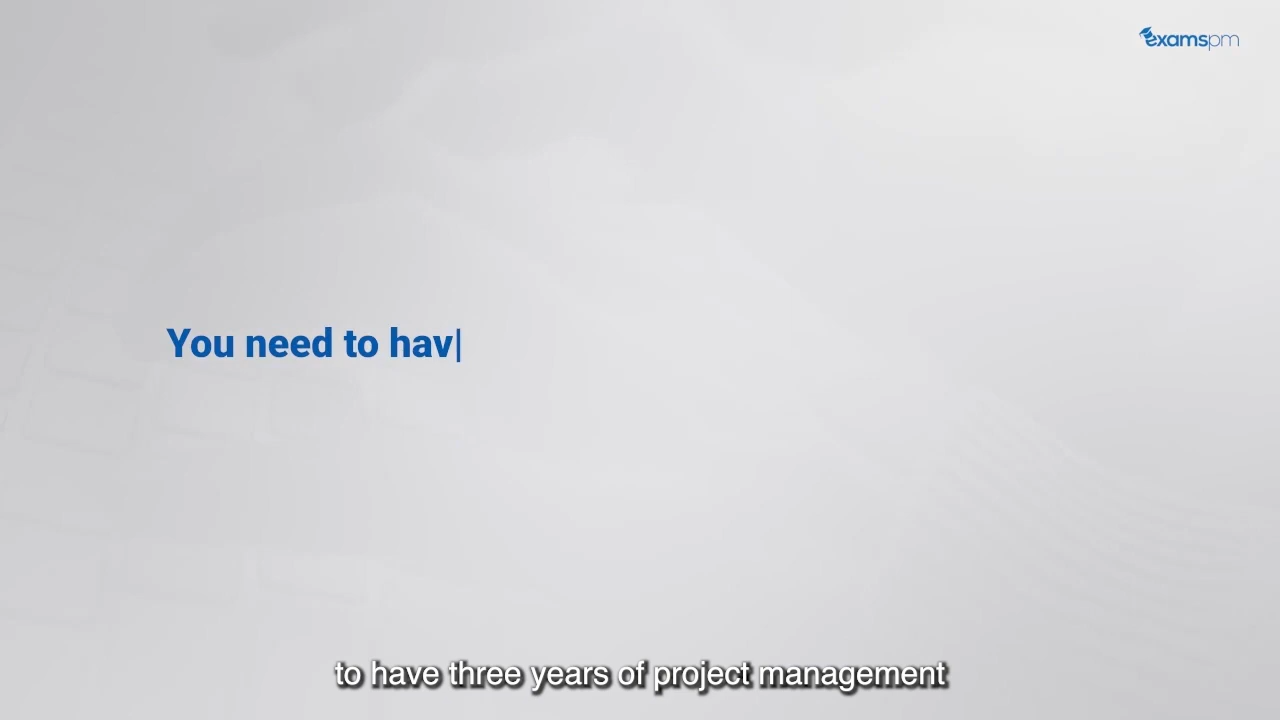 examspm
You need to hav|
to have three years of project management